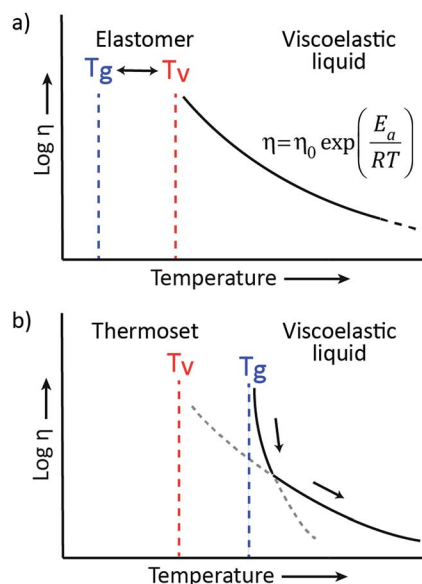 a)
Elastomer
Viscoelastic
liquid
Tg
Tv
Log η
η=η₀ exp(Eₐ/RT)
Temperature
b)
Thermoset
Viscoelastic
liquid
Tv
Tg
Log η
Temperature